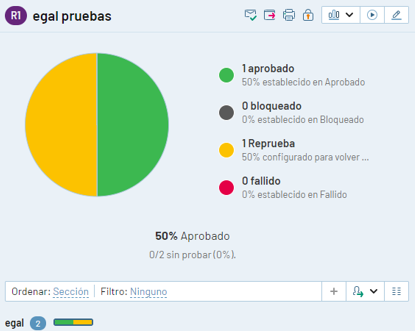 R1 egal pruebas
1 aprobado
50% establecido en Aprobado
0 bloqueado
0% establecido en Bloqueado
1 Reprueba
50% configurado para volver ...
0 fallido
0% establecido en Fallido
50% Aprobado
0/2 sin probar (0%).
Ordenar: Sección Filtro: Ninguno
egal 2